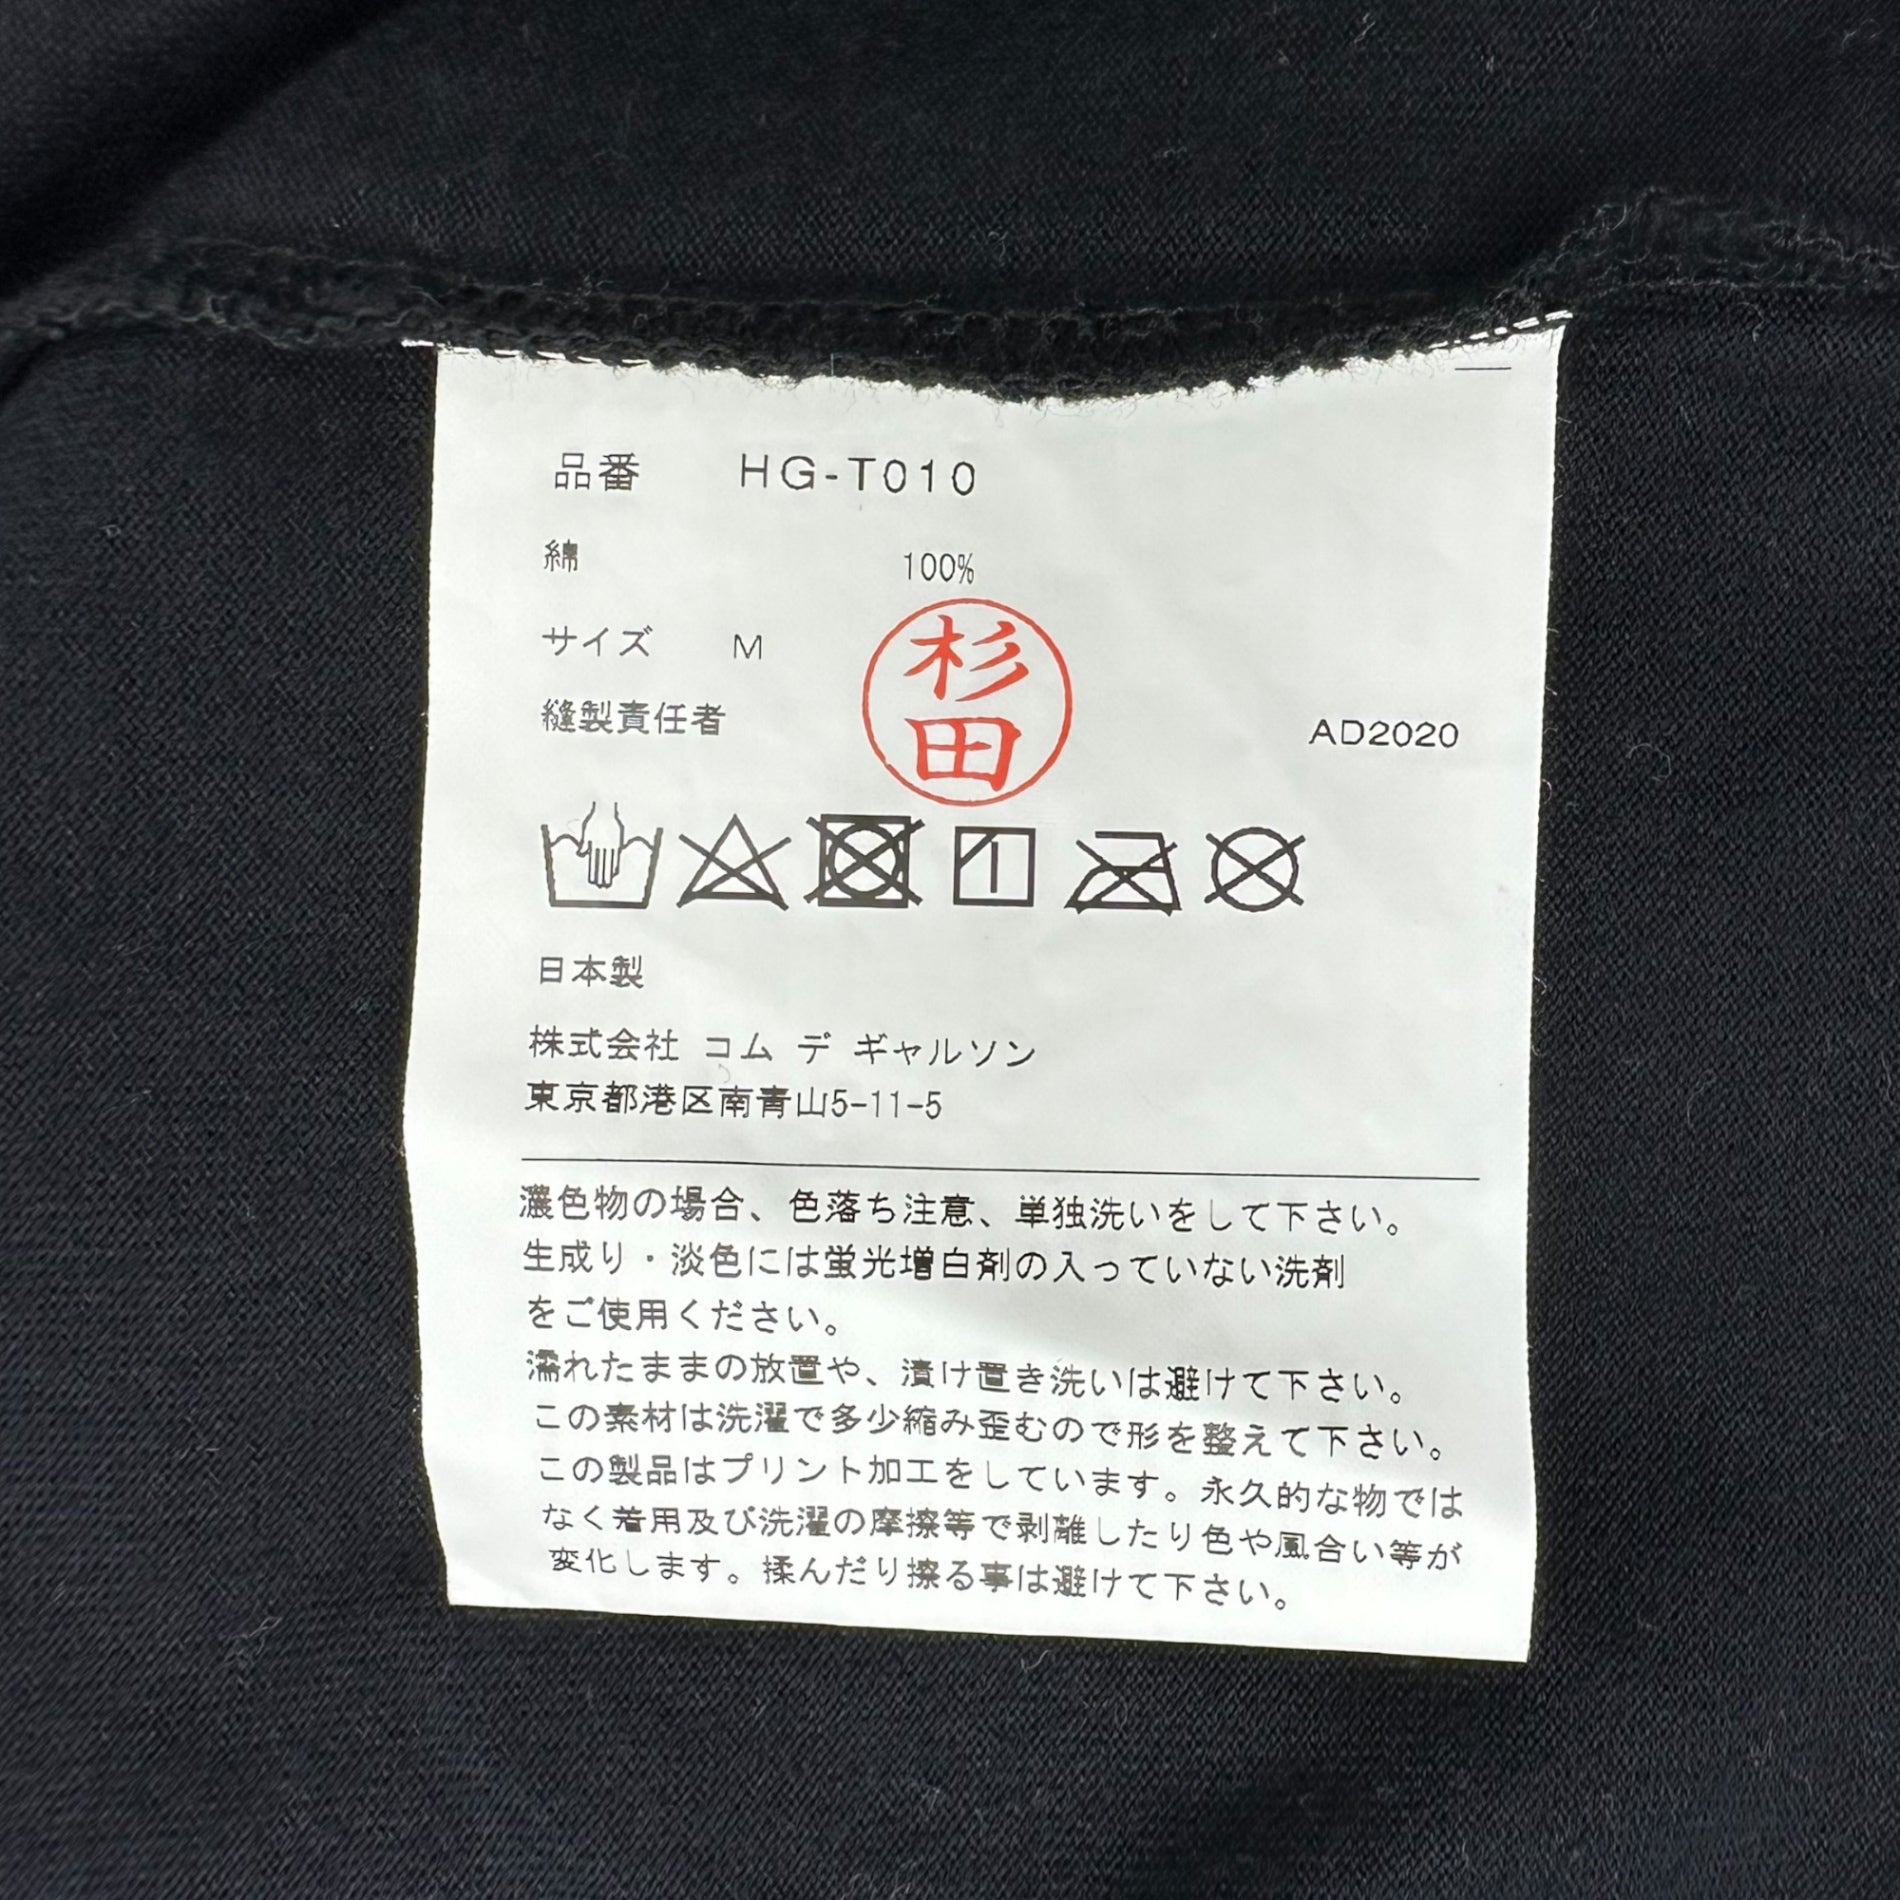 品番 HG-T010
綿 100%
サイズ M
杉田
縫製責任者
AD2020
日本製
株式会社 コム デ ギャルソン
東京都港区南青山5-11-5
濃色物の場合、色落ち注意、単独洗いをして下さい。
生成り・淡色には蛍光増白剤の入っていない洗剤
をご使用ください。
濡れたままの放置や、漬け置き洗いは避けて下さい。
この素材は洗濯で多少縮み歪むので形を整えて下さい。
この製品はプリント加工をしています。永久的な物では
なく着用及び洗濯の摩擦等で剥離したり色や風合い等が
変化します。揉んだり擦る事は避けて下さい。